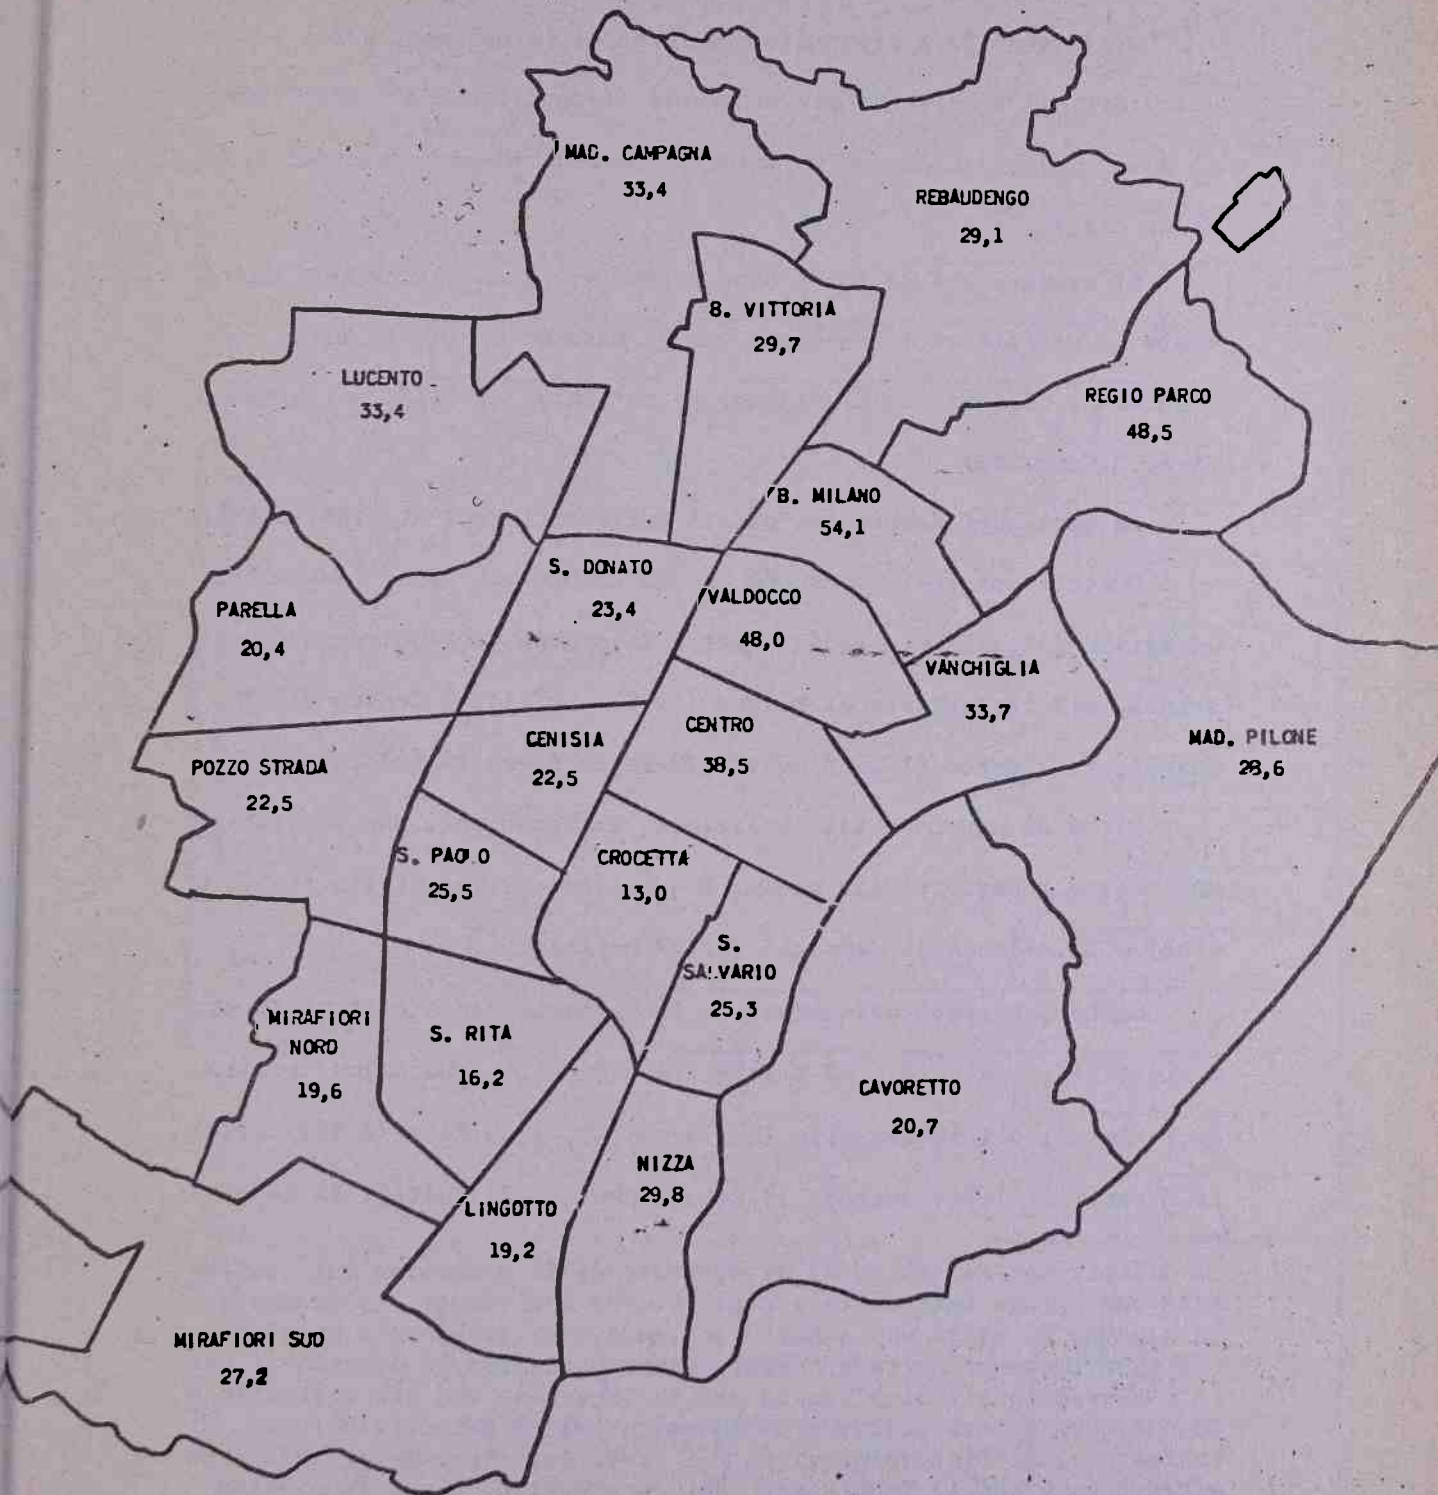 MAD. CAMPAGNA
33,4
REBAUDENGO
29,1
B. VITTORIA
29,7
LUCENTO
33,4
REGIO PARCO
48,5
B. MILANO
54,1
S. DONATO
23,4
VALDOCCO
48,0
PARELLA
20,4
VANCHIGLIA
33,7
CENTRO
38,5
CENISIA
22,5
MAD. PILONE
28,6
POZZO STRADA
22,5
S. PAOLO
25,5
CROCETTA
13,0
S.
SALVARIO
25,3
MIRAFIORI
NORD
19,6
S. RITA
16,2
CAVORETTO
20,7
NIZZA
29,8
LINGOTTO
19,2
MIRAFIORI SUD
27,2